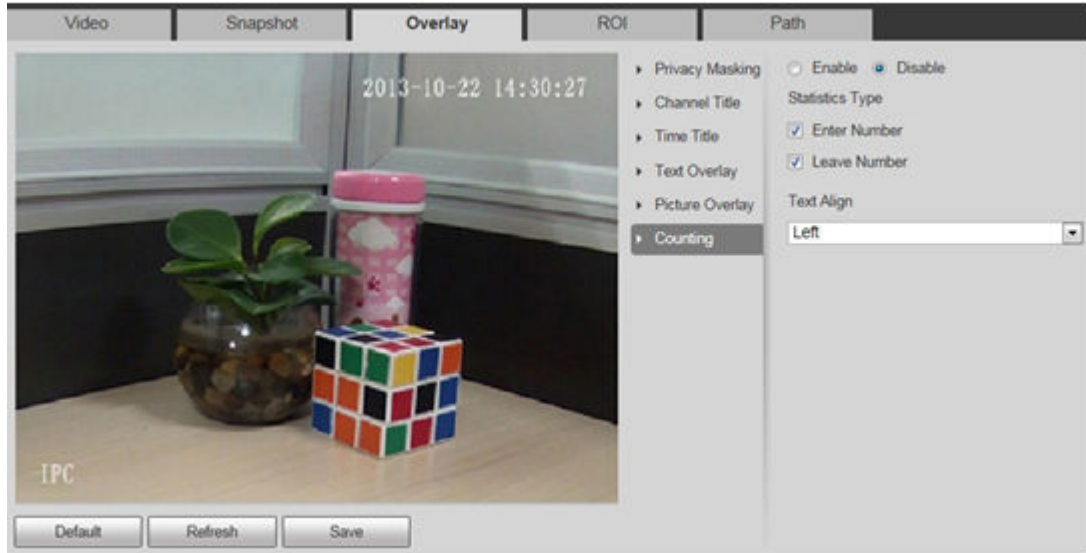 Video Snapshot Overlay ROI Path
2013-10-22 14:30:27
IPC
Privacy Masking
Channel Title
Time Title
Text Overlay
Picture Overlay
Counting
Enable Disable
Statistics Type
Enter Number
Leave Number
Text Align
Left
Default Refresh Save